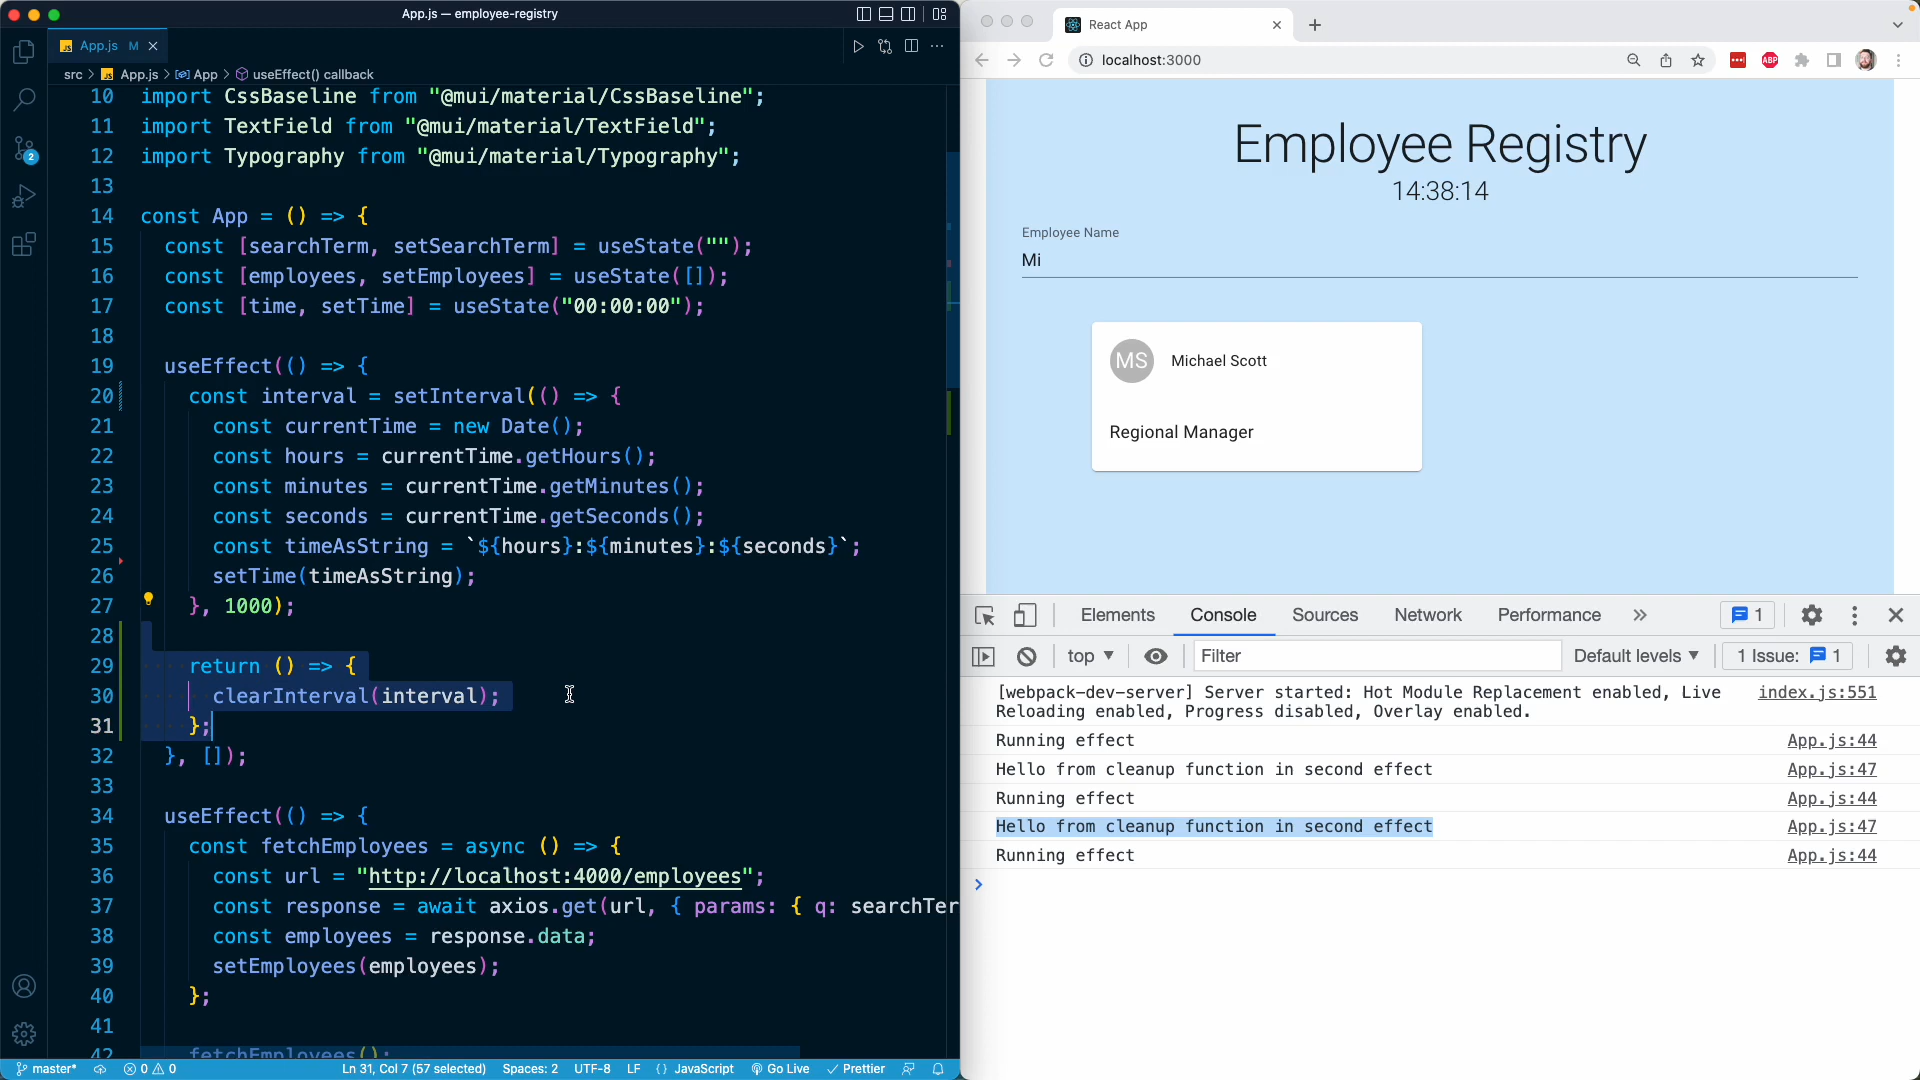 App.js — employee-registry
App.js M
src > App.js > App > useEffect() callback
10 import CssBaseline from "@mui/material/CssBaseline";
11 import TextField from "@mui/material/TextField";
12 import Typography from "@mui/material/Typography";
13
14 const App = () => {
15 const [searchTerm, setSearchTerm] = useState("");
16 const [employees, setEmployees] = useState([]);
17 const [time, setTime] = useState("00:00:00");
18
19 useEffect(() => {
20 const interval = setInterval(() => {
21 const currentTime = new Date();
22 const hours = currentTime.getHours();
23 const minutes = currentTime.getMinutes();
24 const seconds = currentTime.getSeconds();
25 const timeAsString = `${hours}:${minutes}:${seconds}`;
26 setTime(timeAsString);
27 }, 1000);
28
29 return () => {
30 clearInterval(interval);
31 };
32 }, []);
33
34 useEffect(() => {
35 const fetchEmployees = async () => {
36 const url = "http://localhost:4000/employees";
37 const response = await axios.get(url, { params: { q: searchTer
38 const employees = response.data;
39 setEmployees(employees);
40 };
41
42 fetchEmployees();
2
master* 0 0 Ln 31, Col 7 (57 selected) Spaces: 2 UTF-8 LF {} JavaScript Go Live Prettier
React App
localhost:3000
ABP
Employee Registry
14:38:14
Employee Name
Mi
MS Michael Scott
Regional Manager
Elements Console Sources Network Performance » 1
top Filter Default levels 1 Issue: 1
[webpack-dev-server] Server started: Hot Module Replacement enabled, Live index.js:551
Reloading enabled, Progress disabled, Overlay enabled.
Running effect App.js:44
Hello from cleanup function in second effect App.js:47
Running effect App.js:44
Hello from cleanup function in second effect App.js:47
Running effect App.js:44